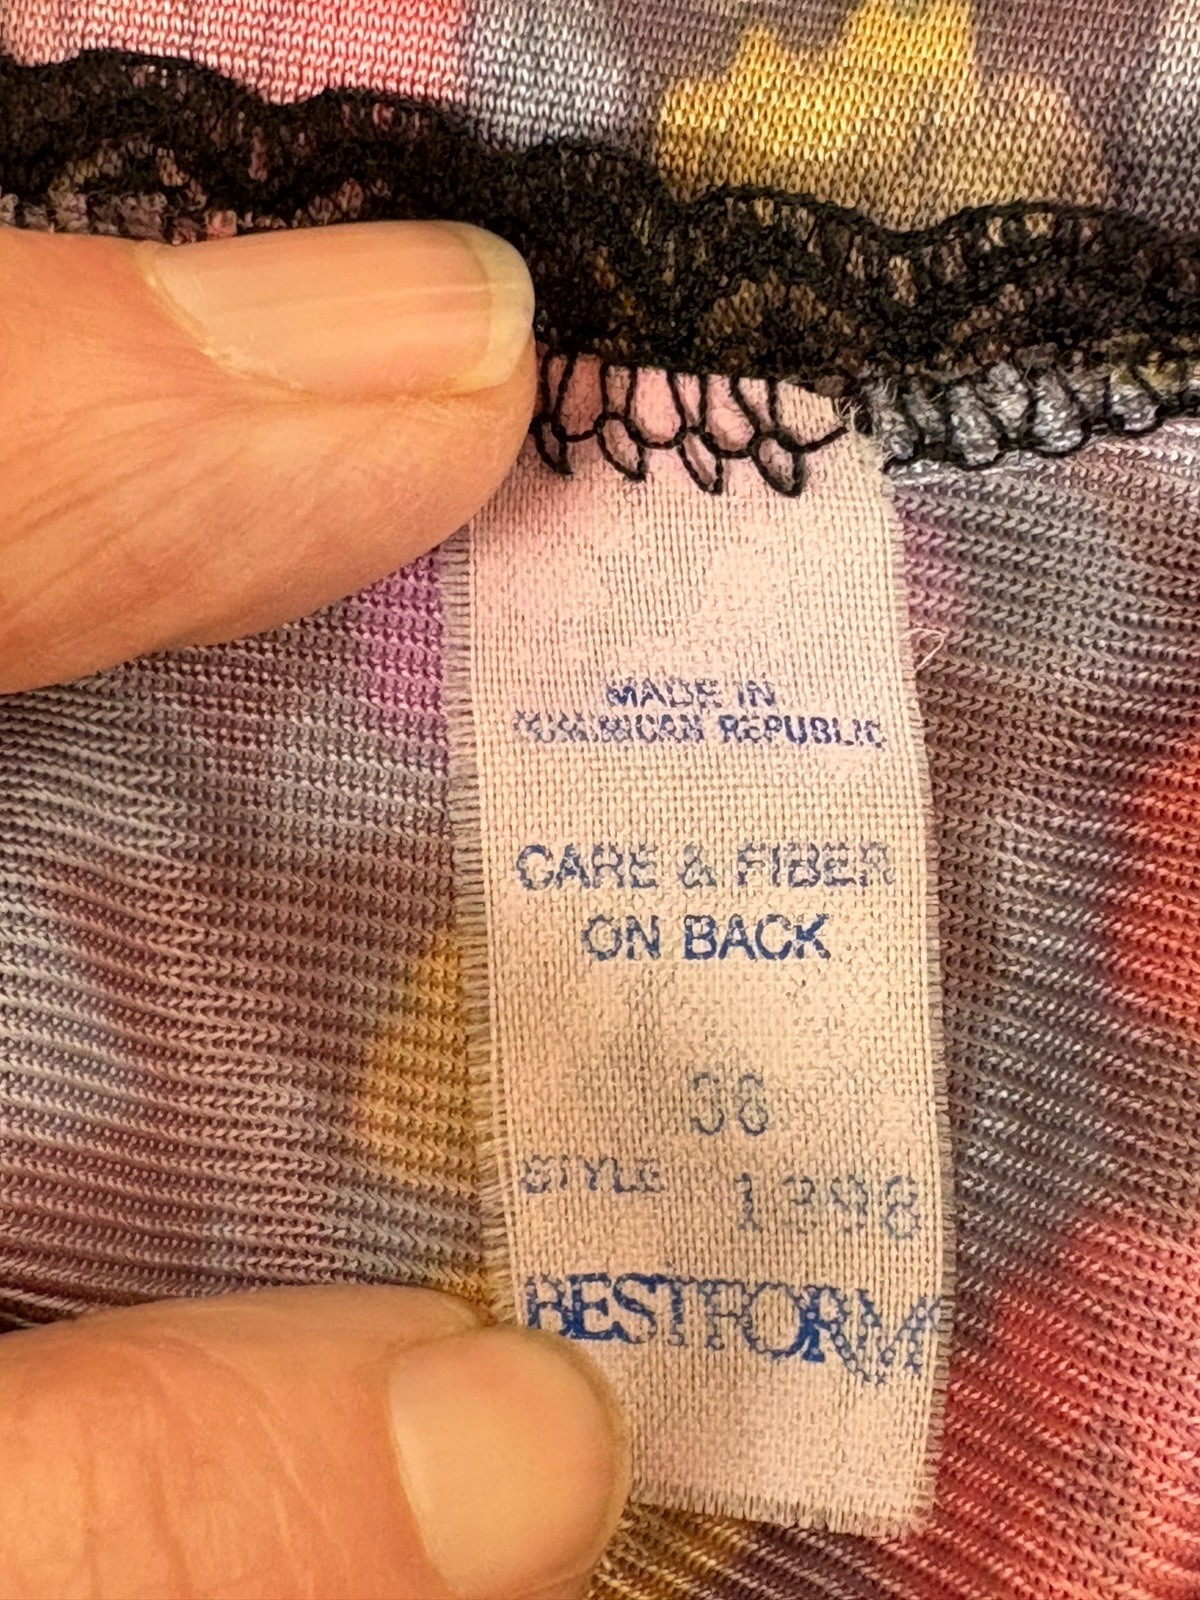 MADE IN
DOMINICAN REPUBLIC
CARE & FIBER
ON BACK
36
STYLE 1298
BESTFORM®